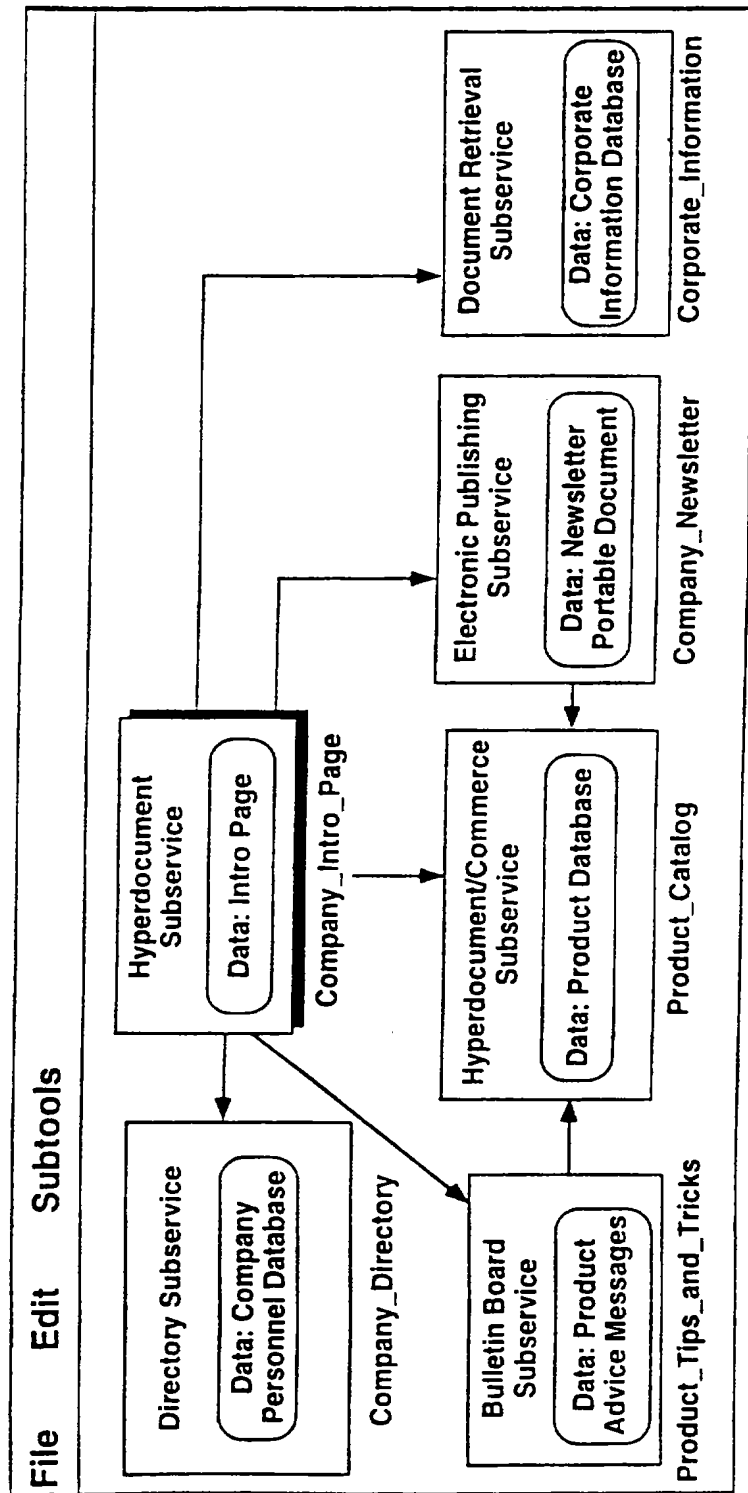 File Edit Subtools
Directory Subservice
Data: Company
Personnel Database
Company_Directory
Hyperdocument
Subservice
Data: Intro Page
Company_Intro_Page
Bulletin Board
Subservice
Data: Product
Advice Messages
Product_Tips_and_Tricks
Hyperdocument/Commerce
Subservice
Data: Product Database
Product_Catalog
Electronic Publishing
Subservice
Data: Newsletter
Portable Document
Company_Newsletter
Document Retrieval
Subservice
Data: Corporate
Information Database
Corporate_Information